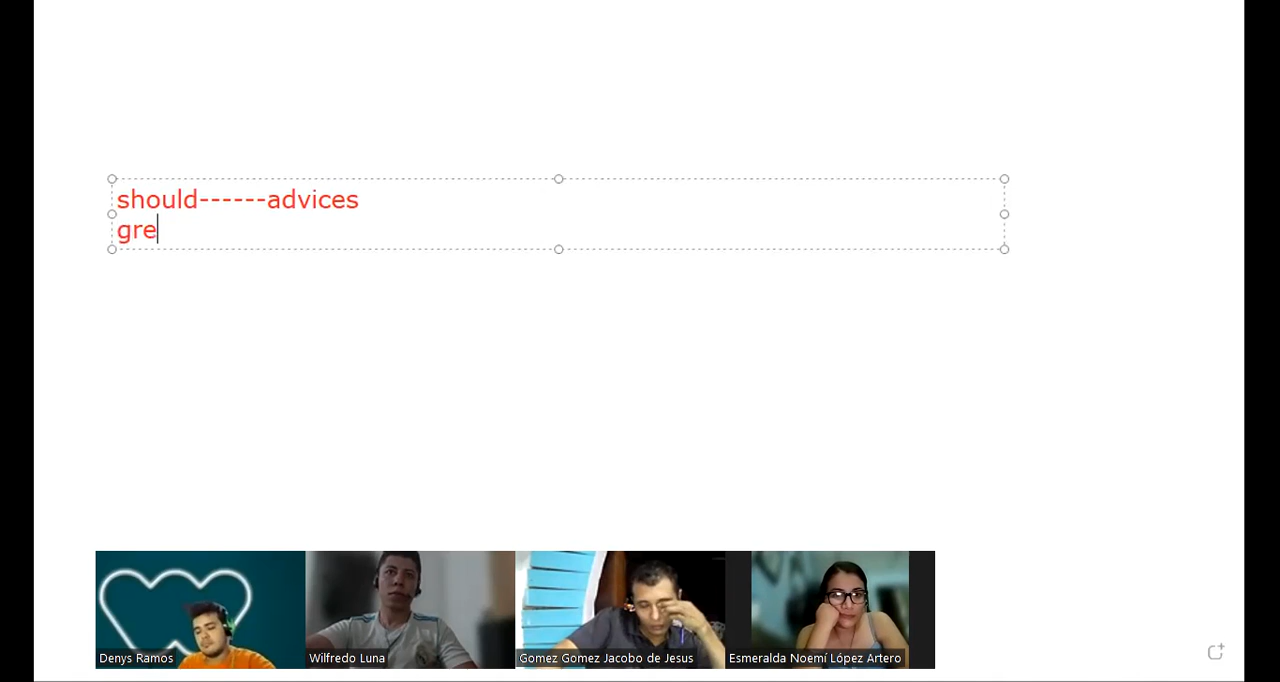 should------advices
gre
Denys Ramos
Wilfredo Luna
Gomez Gomez Jacobo de Jesus
Esmeralda Noemí López Artero